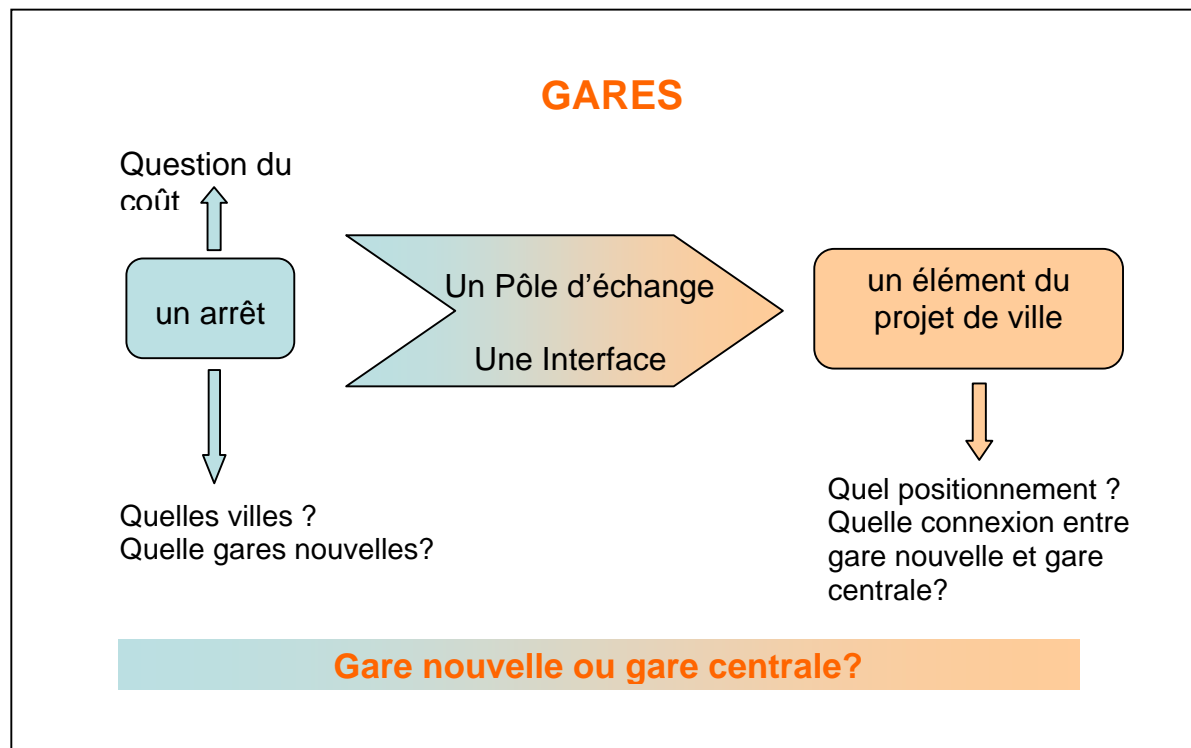 GARES
Question du
coût
un arrêt
Un Pôle d’échange
Une Interface
un élément du
projet de ville
Quelles villes ?
Quelle gares nouvelles?
Quel positionnement ?
Quelle connexion entre
gare nouvelle et gare
centrale?
Gare nouvelle ou gare centrale?